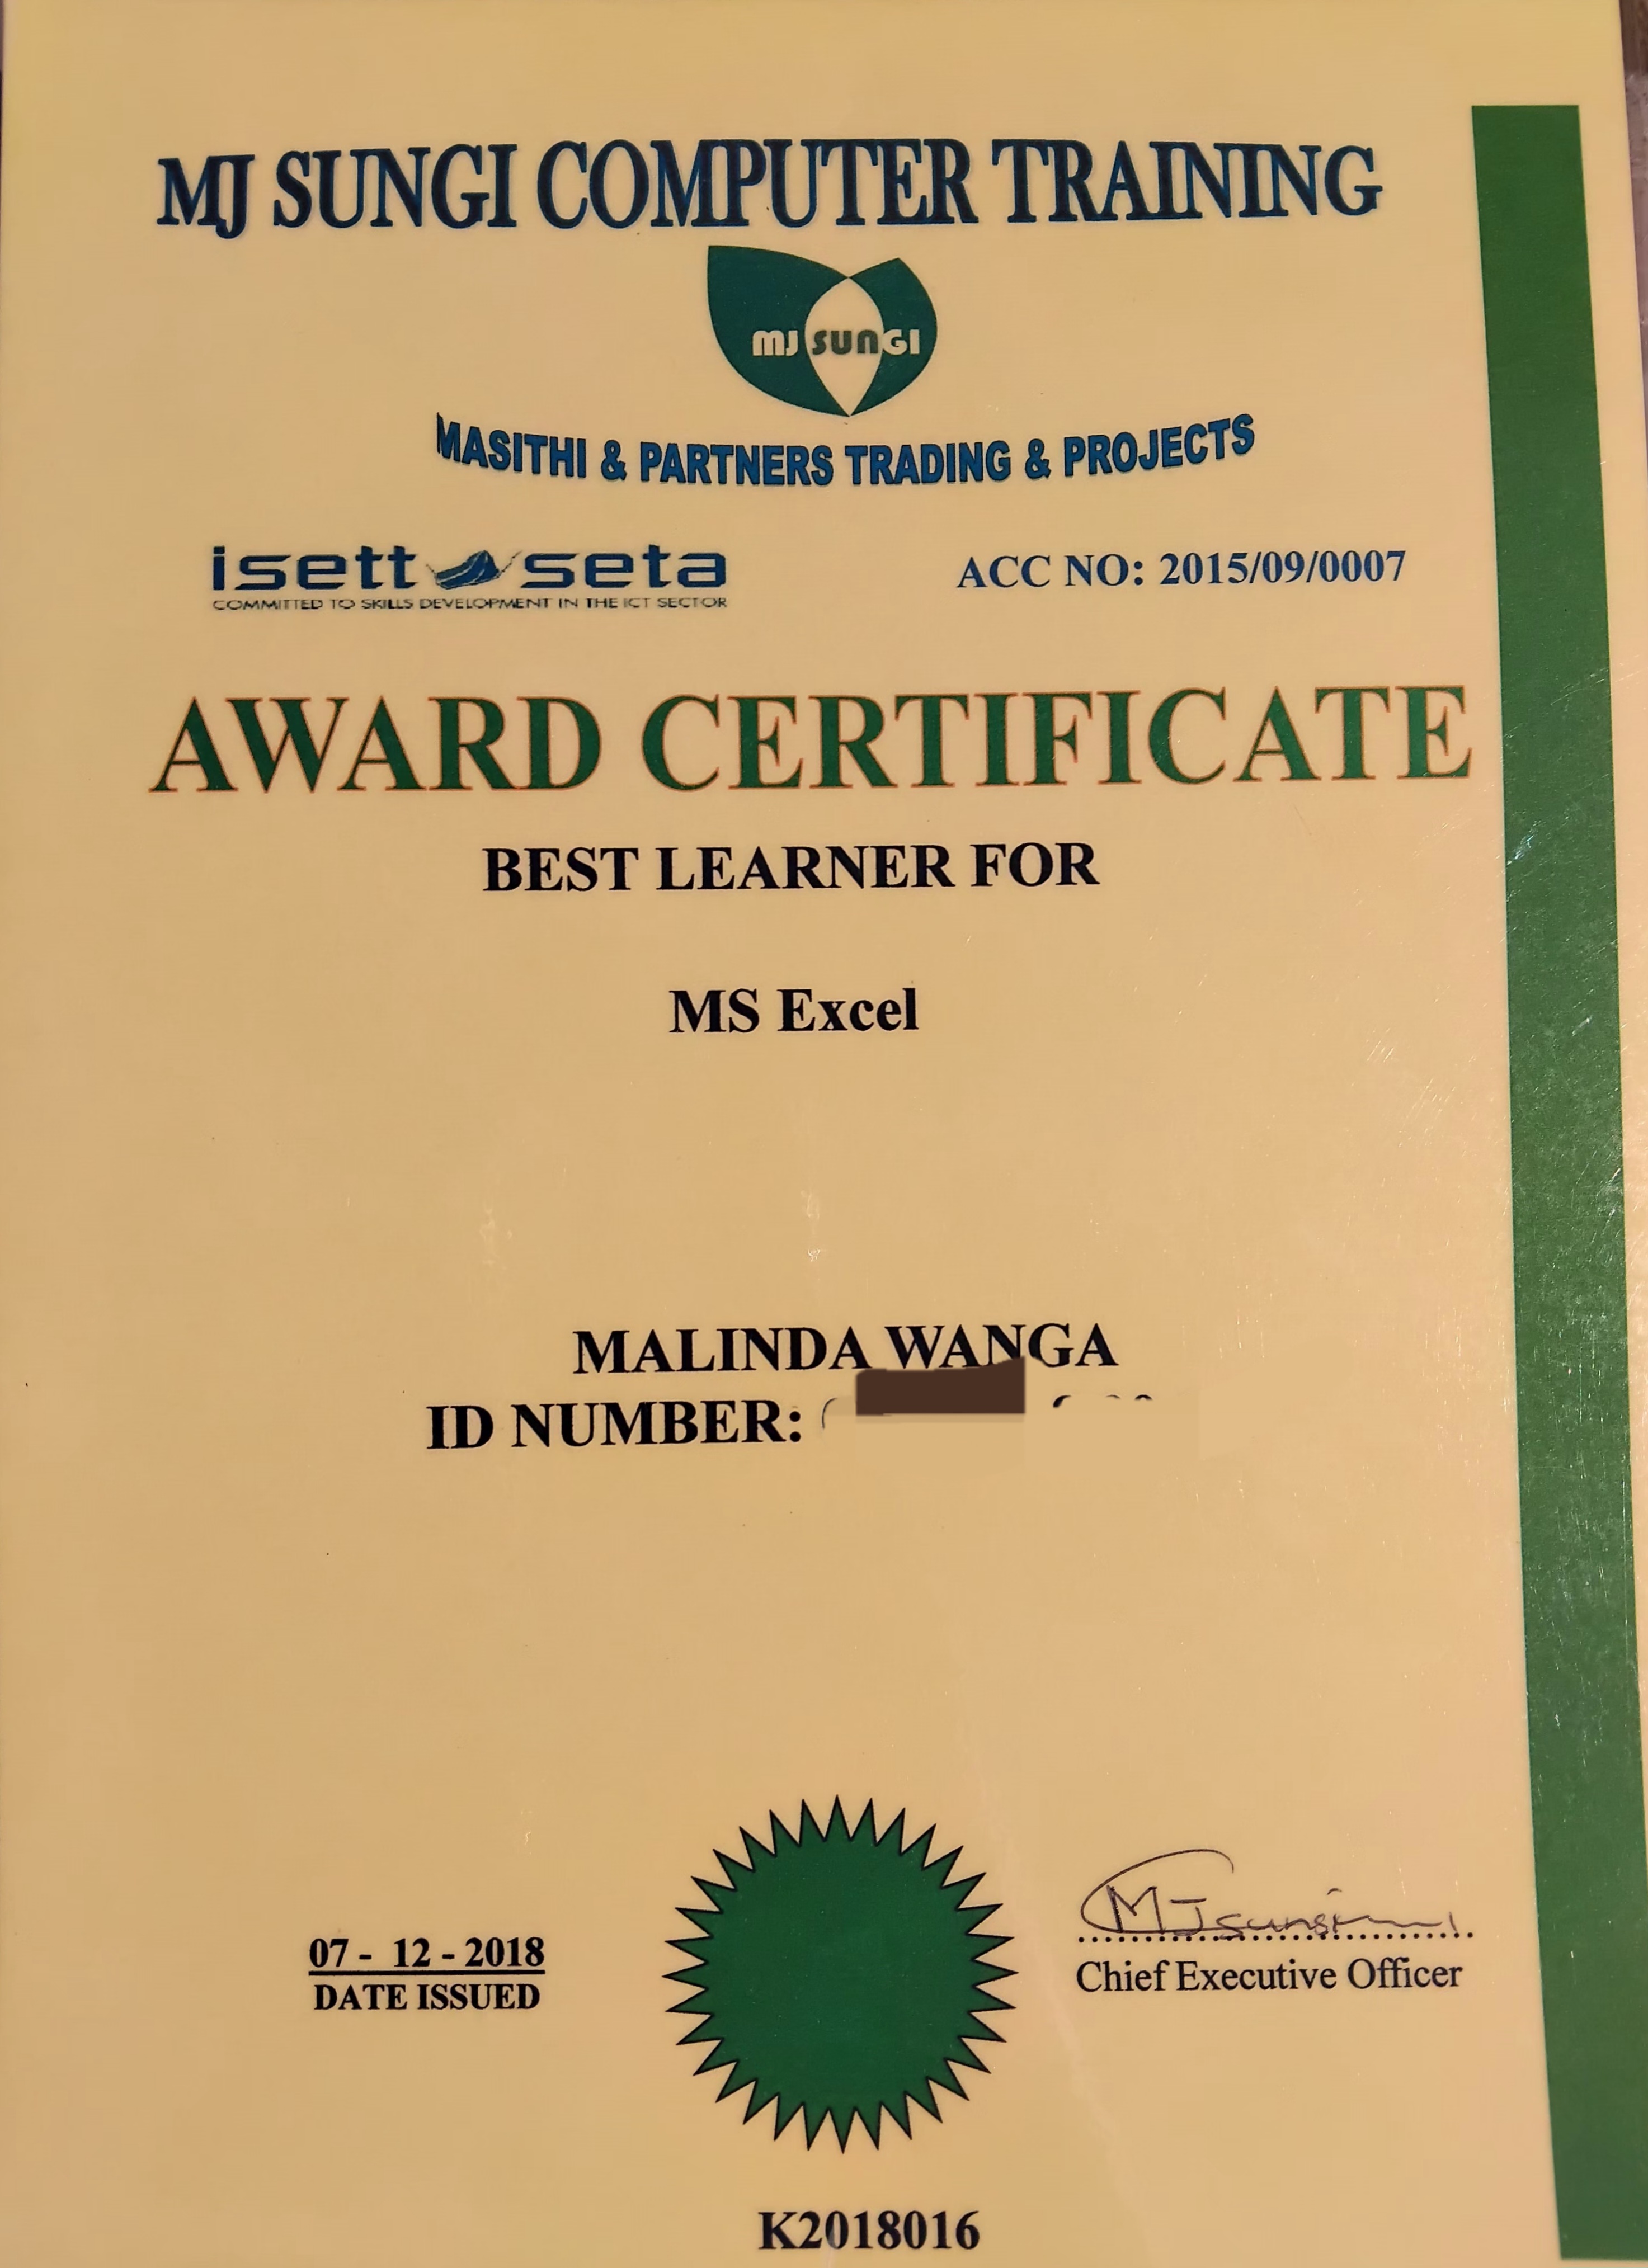 MJ SUNGI COMPUTER TRAINING
MJ SUNGI
MASITHI & PARTNERS TRADING & PROJECTS
isett seta
COMMITTED TO SKILLS DEVELOPMENT IN THE ICT SECTOR
ACC NO: 2015/09/0007
AWARD CERTIFICATE
BEST LEARNER FOR
MS Excel
MALINDA WANGA
ID NUMBER:
07 - 12 - 2018
DATE ISSUED
Chief Executive Officer
K2018016